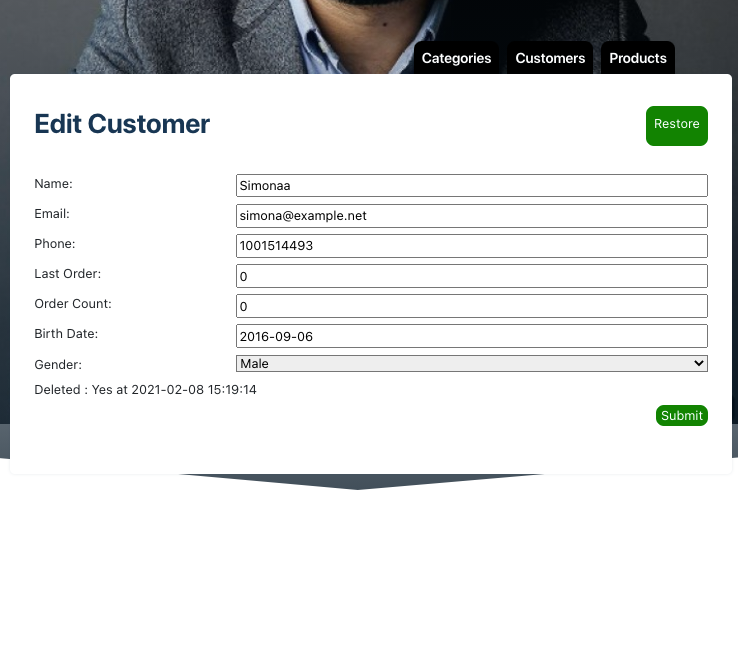 Categories Customers Products
Edit Customer
Restore
Name: Simonaa
Email: simona@example.net
Phone: 1001514493
Last Order: 0
Order Count: 0
Birth Date: 2016-09-06
Gender: Male
Deleted : Yes at 2021-02-08 15:19:14
Submit